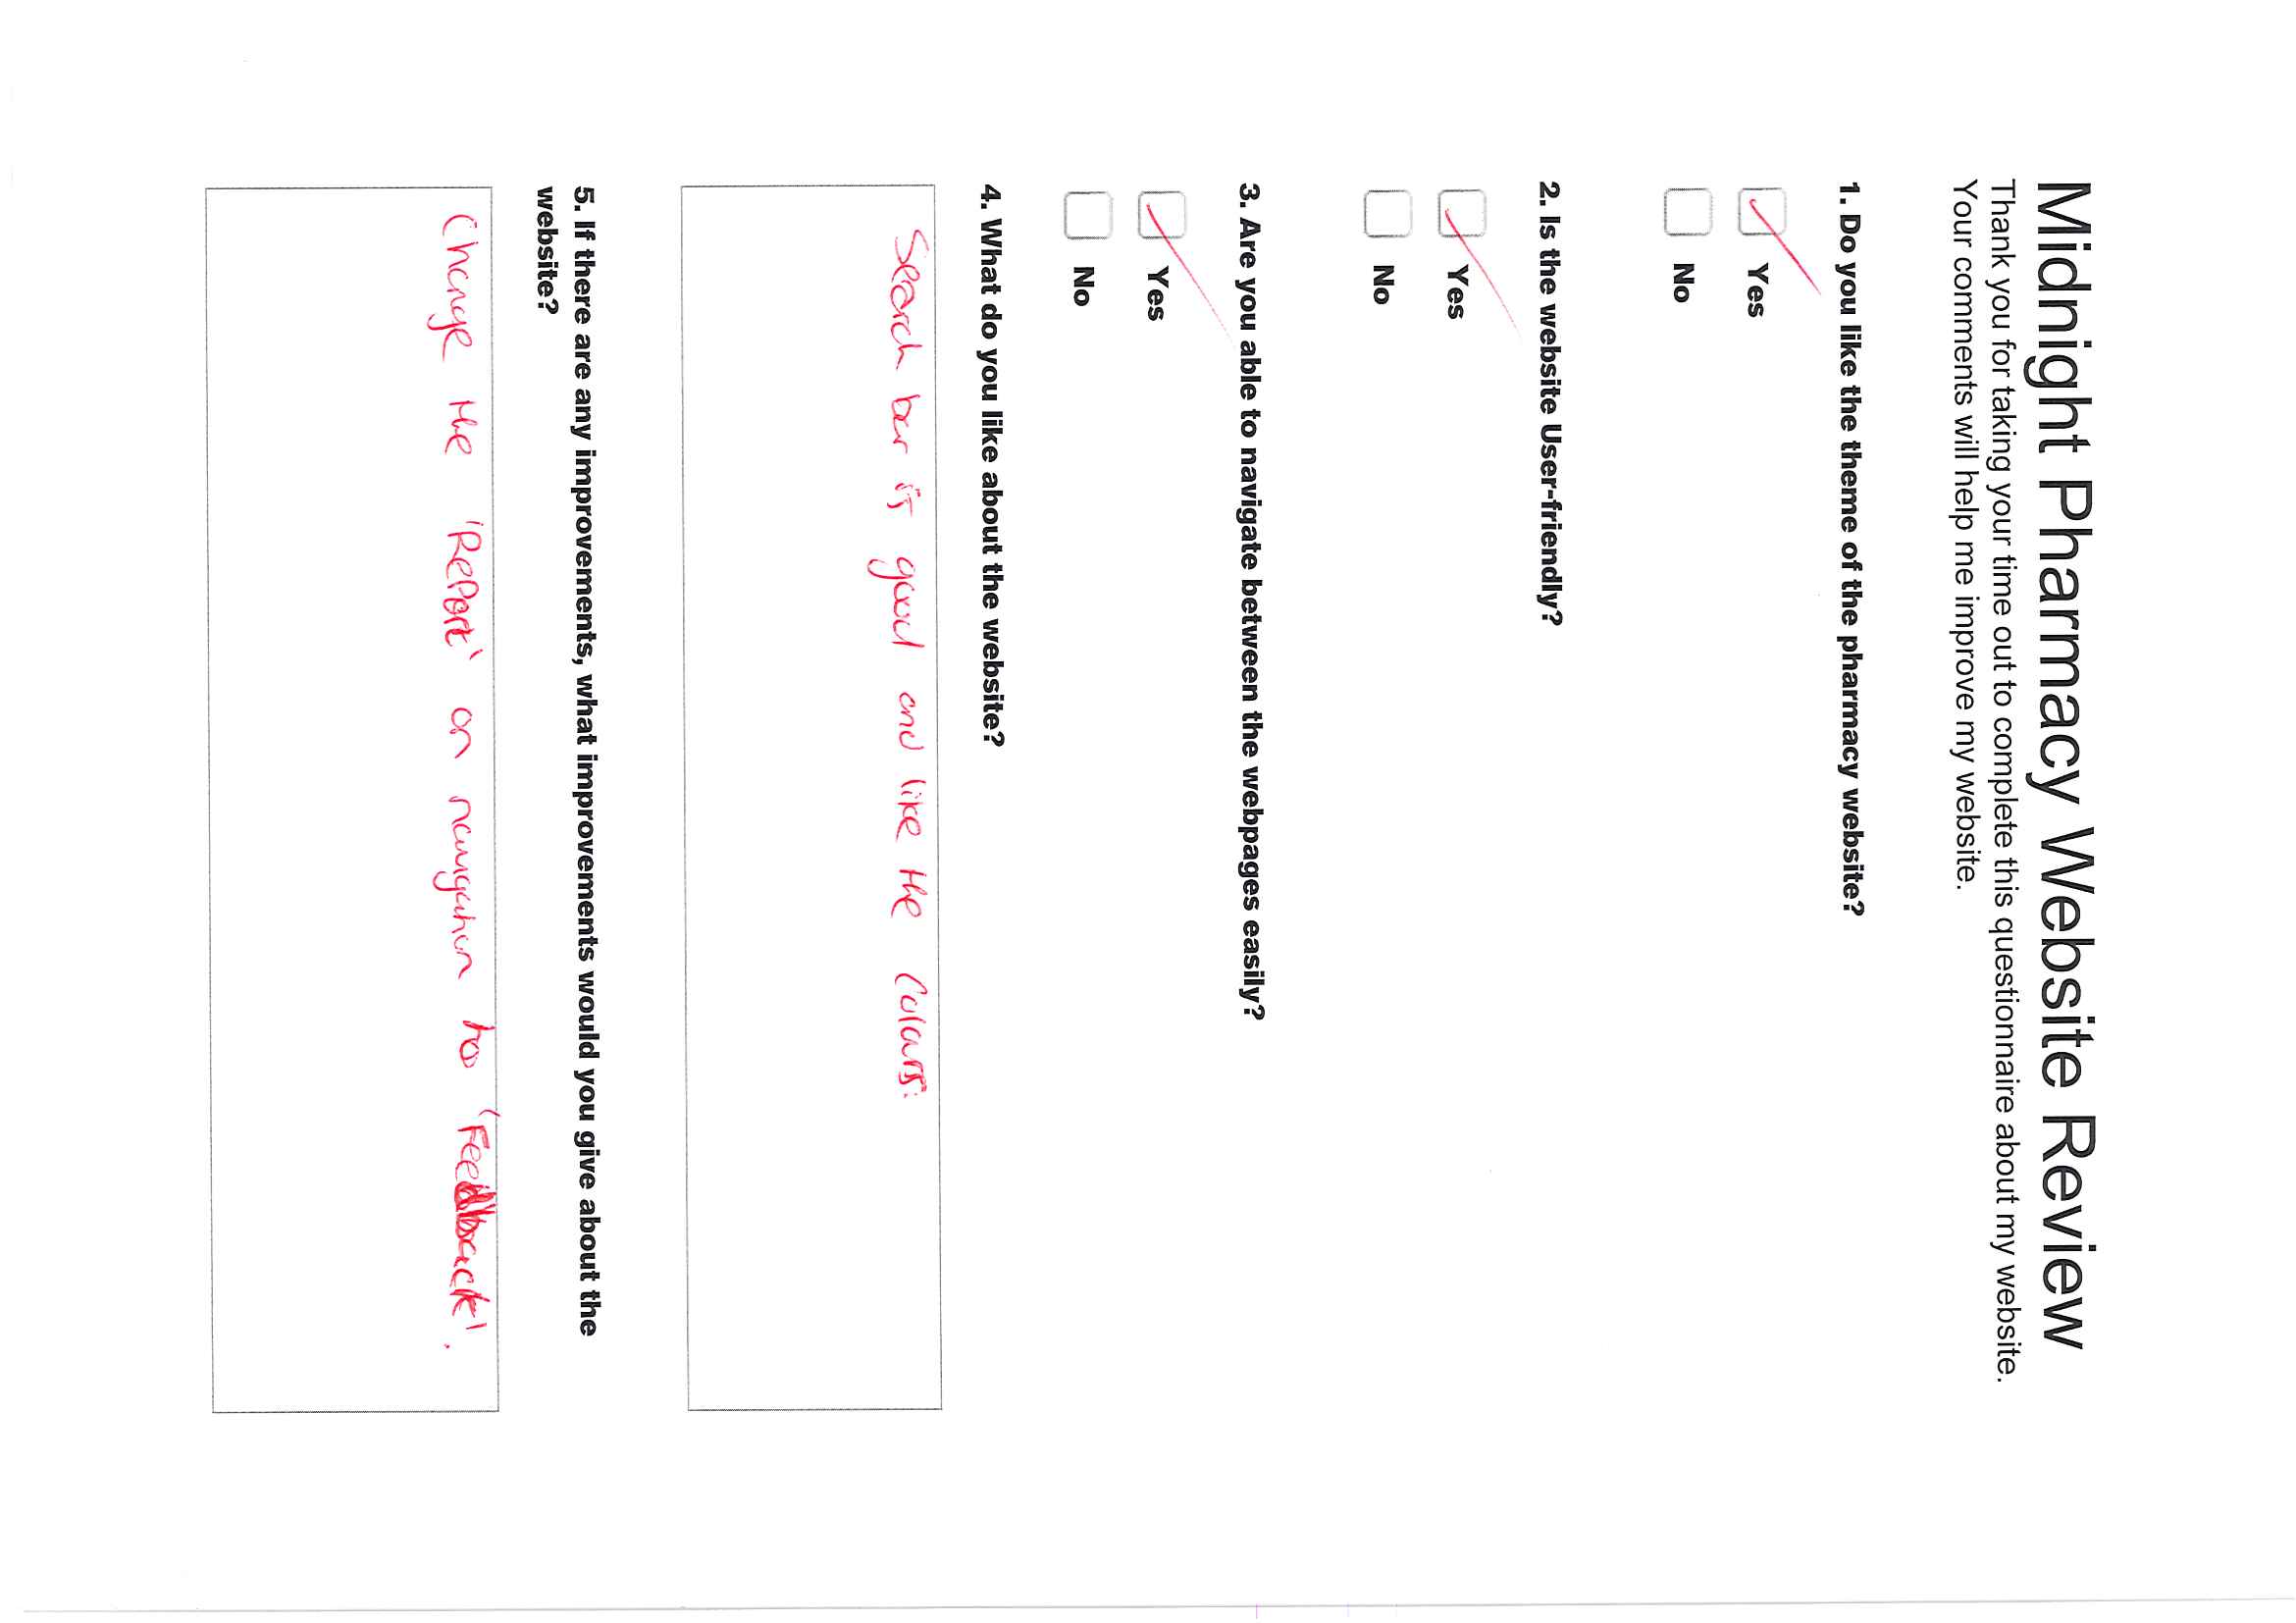 Midnight Pharmacy Website Review
Thank you for taking your time out to complete this questionnaire about my website.
Your comments will help me improve my website.
1. Do you like the theme of the pharmacy website?
Yes
No
2. Is the website User-friendly?
Yes
No
3. Are you able to navigate between the webpages easily?
Yes
No
4. What do you like about the website?
Search bar is good and like the Colours.
5. If there are any improvements, what improvements would you give about the
website?
Change the 'Report' on navigation to 'Feedback'.